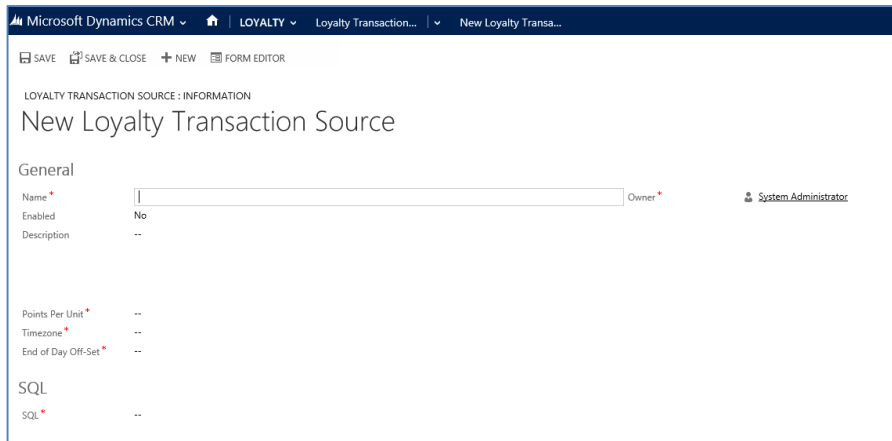 Microsoft Dynamics CRM LOYALTY Loyalty Transaction... New Loyalty Transa...
SAVE SAVE & CLOSE NEW FORM EDITOR
LOYALTY TRANSACTION SOURCE : INFORMATION
New Loyalty Transaction Source
General
Name* Owner* System Administrator
Enabled No
Description --
Points Per Unit* --
Timezone* --
End of Day Off-Set* --
SQL
SQL* --